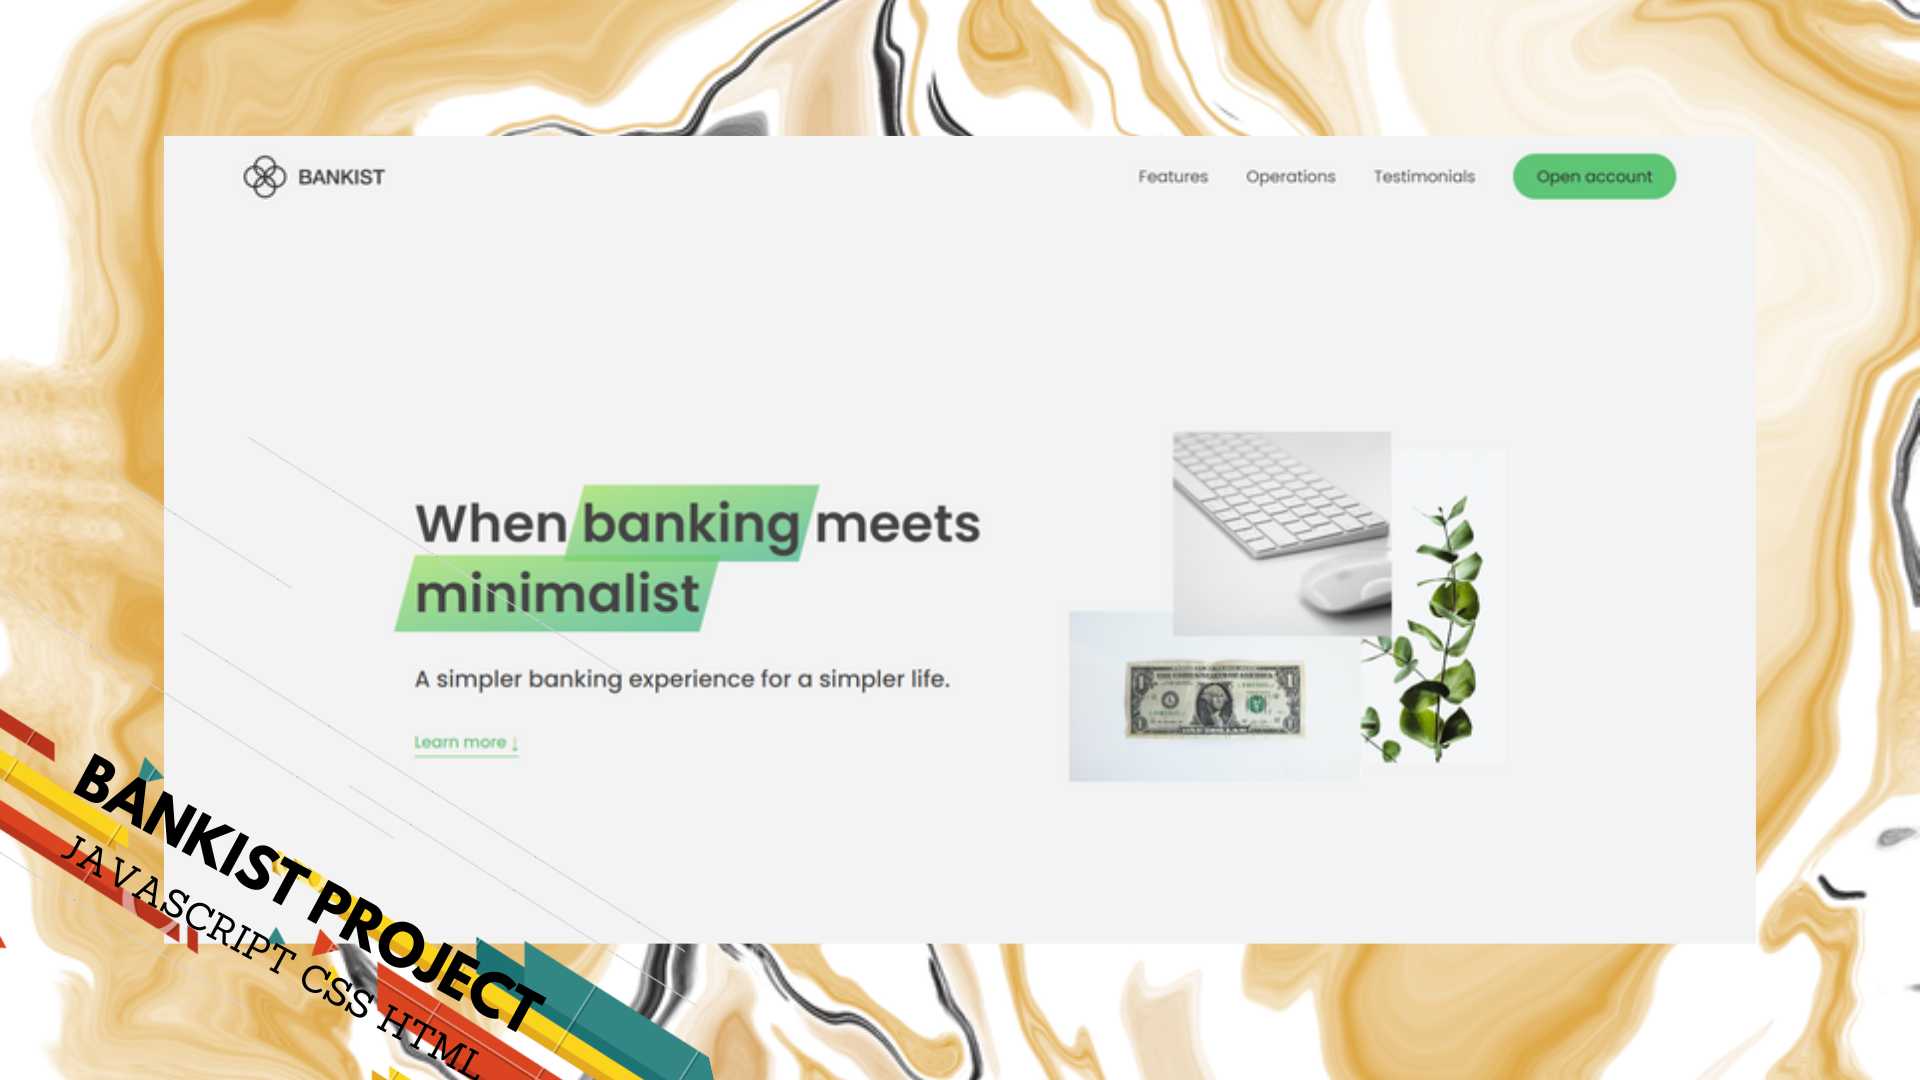 BANKIST
Features
Operations
Testimonials
Open account
When banking meets
minimalist
A simpler banking experience for a simpler life.
Learn more ↓
BANKIST PROJECT
JAVASCRIPT CSS HTML